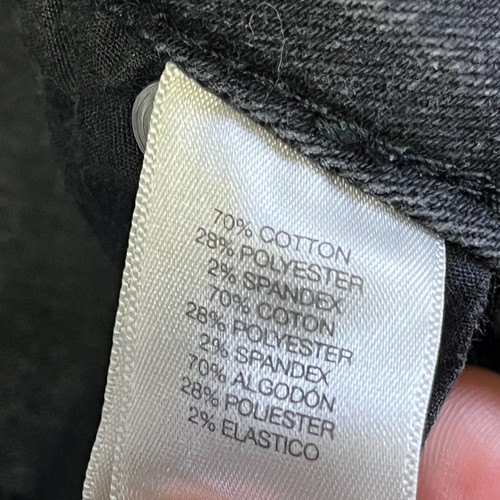 70% COTTON
28% POLYESTER
2% SPANDEX
70% COTON
28% POLYESTER
2% SPANDEX
70% ALGODÓN
28% POLIESTER
2% ELASTICO